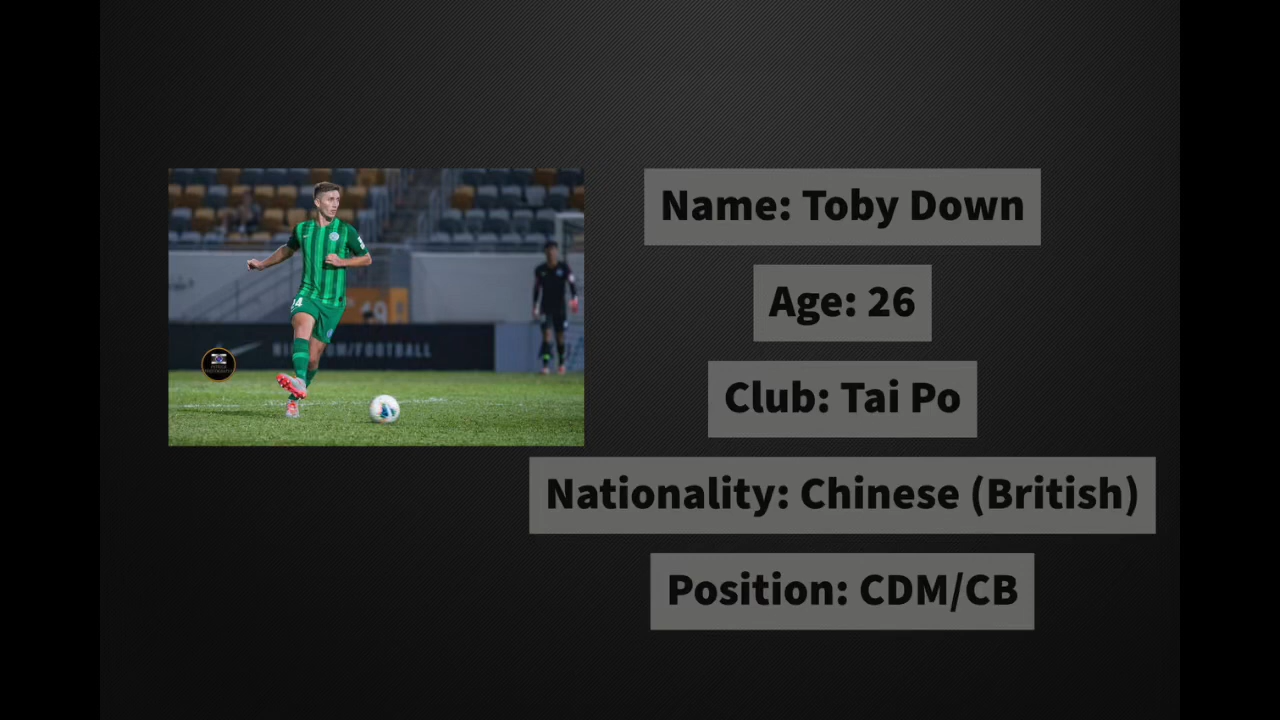 Name: Toby Down
Age: 26
Club: Tai Po
Nationality: Chinese (British)
Position: CDM/CB